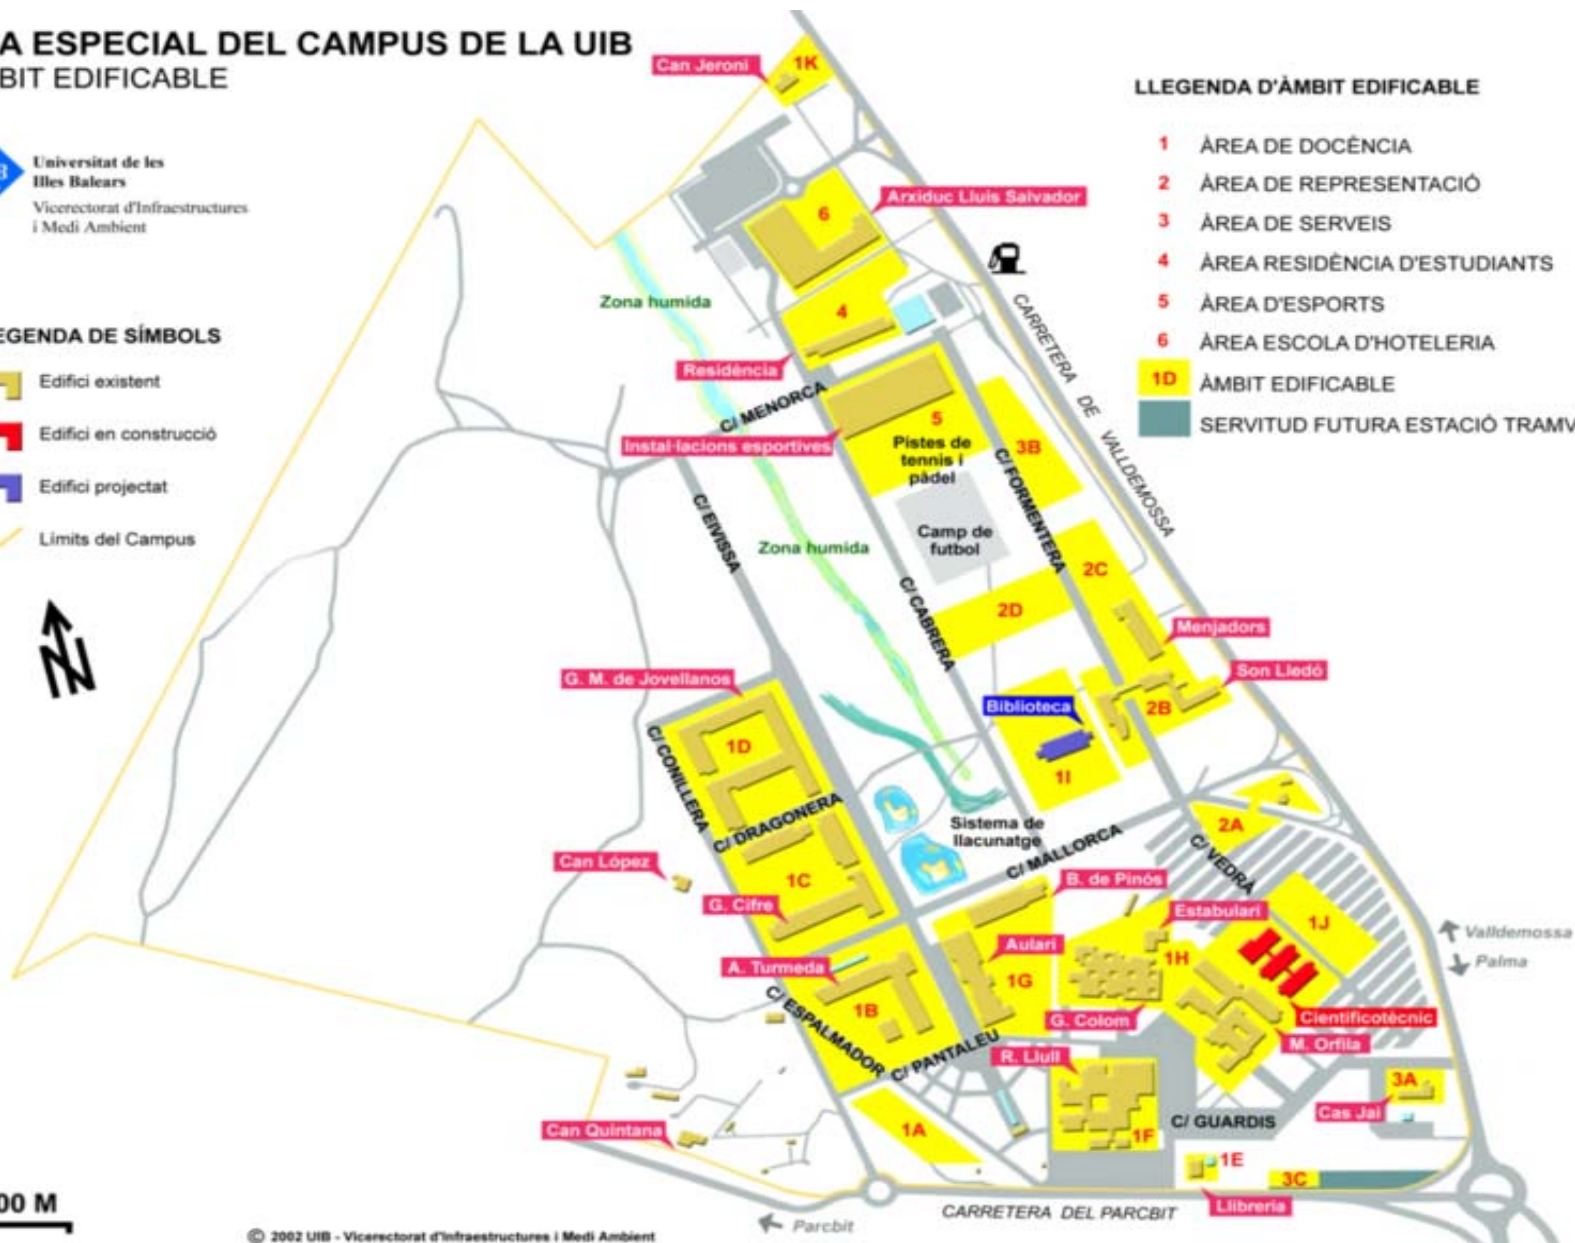 A ESPECIAL DEL CAMPUS DE LA UIB
BIT EDIFICABLE
Universitat de les
Illes Balears
Vicerectorat d'Infraestructures
i Medi Ambient
EGENDA DE SÍMBOLS
Edifici existent
Edifici en construcció
Edifici projectat
Límits del Campus
N
00 M
© 2002 UIB - Vicerectorat d'Infraestructures i Medi Ambient
LLEGENDA D'ÀMBIT EDIFICABLE
1 ÀREA DE DOCÈNCIA
2 ÀREA DE REPRESENTACIÓ
3 ÀREA DE SERVEIS
4 ÀREA RESIDÈNCIA D'ESTUDIANTS
5 ÀREA D'ESPORTS
6 ÀREA ESCOLA D'HOTELERIA
1D ÀMBIT EDIFICABLE
SERVITUD FUTURA ESTACIÓ TRAMV
Can Jeroni
1K
Arxiduc Lluis Salvador
6
Zona humida
4
Residència
CARRETERA DE VALLDEMOSSA
C/ MENORCA
Instal·lacions esportives
5
Pistes de
tennis i
pàdel
3B
C/ FORMENTERA
C/ EIVISSA
Camp de
futbol
Zona humida
2C
C/ CABRERA
2D
Menjadors
Son Lledó
G. M. de Jovellanos
Biblioteca
2B
1D
C/ CONILLERA
1I
C/ DRAGONERA
Sistema de
llacunatge
2A
C/ MALLORCA
C/ VEDRÀ
Can López
1C
B. de Pinós
G. Cifre
Estabulari
1J
Aulari
Valldemossa
Palma
A. Turmeda
1H
1G
1B
C/ ESPALMADOR
G. Colom
Científicotècnic
M. Orfila
C/ PANTALEU
R. Llull
3A
Cas Jai
Can Quintana
1A
1F
C/ GUARDIS
1E
3C
Llibreria
CARRETERA DEL PARCBIT
Parcbit